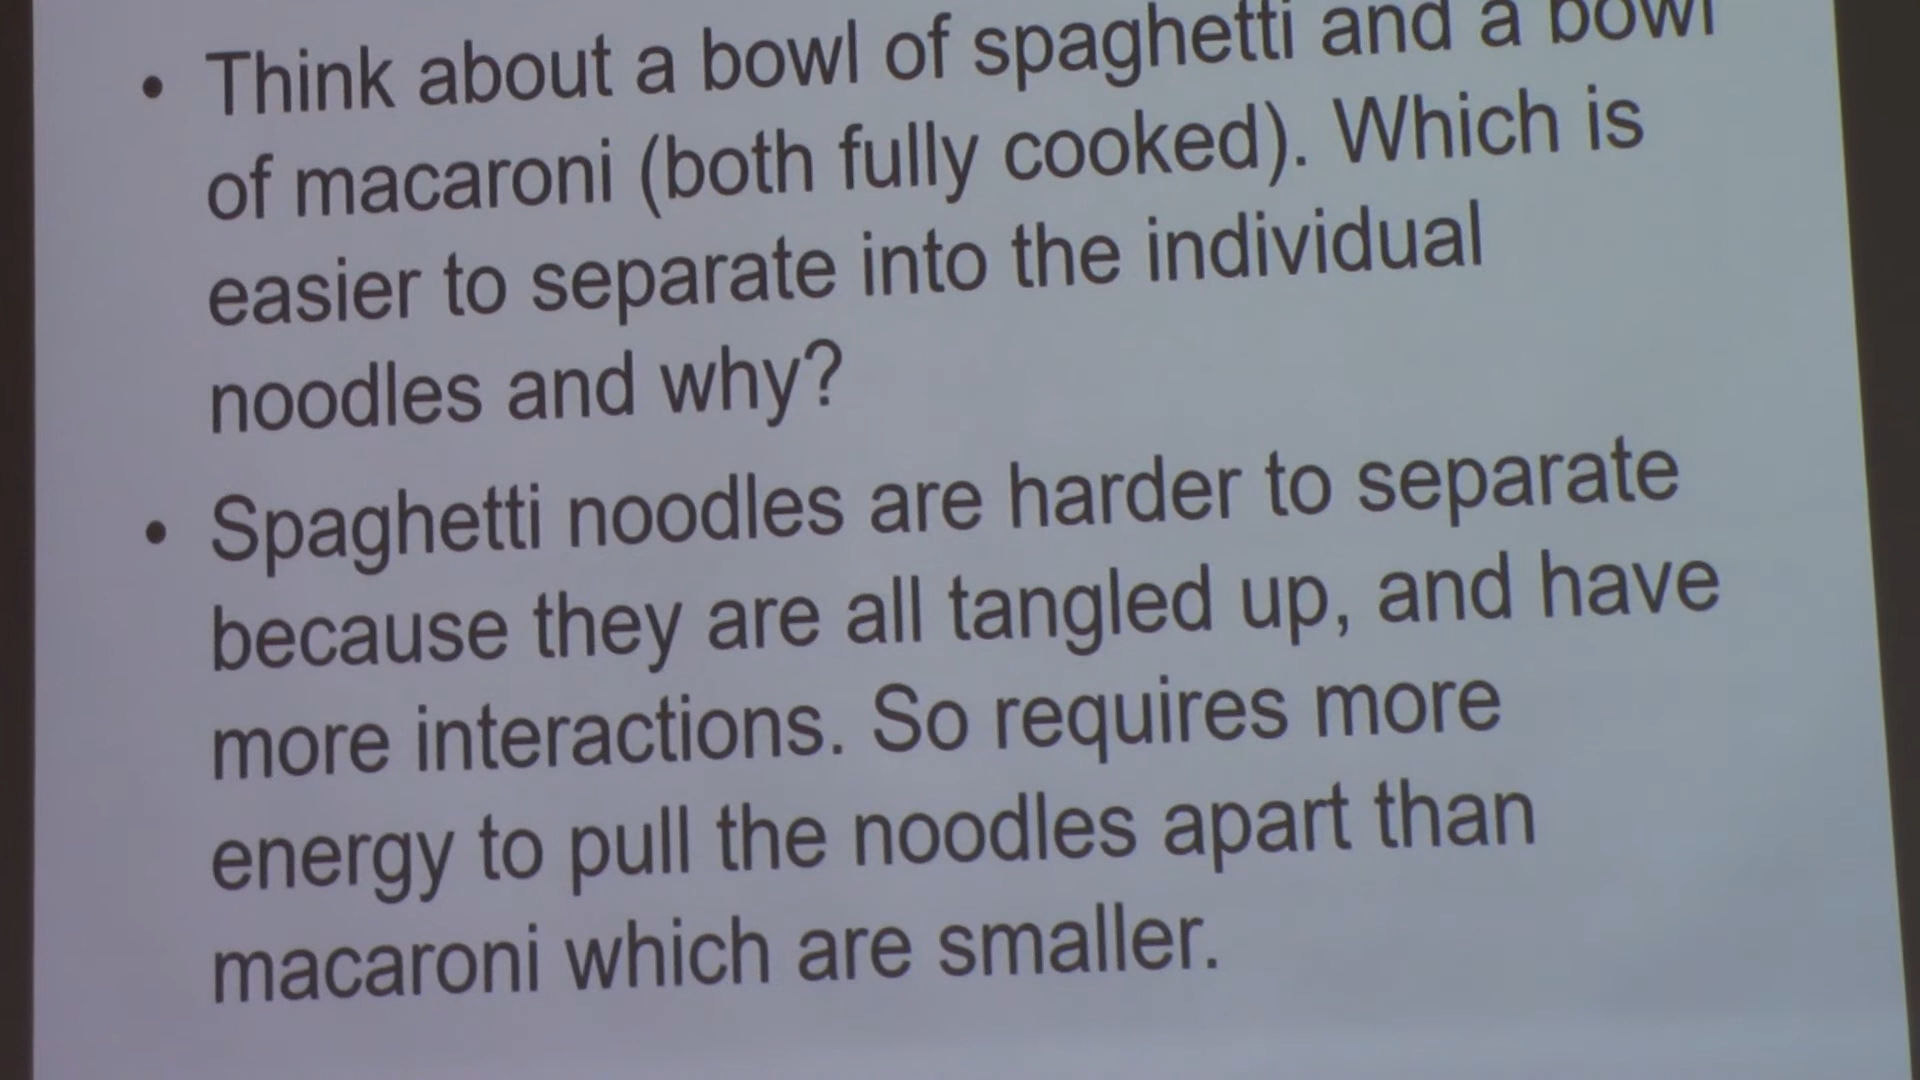 • Think about a bowl of spaghetti and a bowl
of macaroni (both fully cooked). Which is
easier to separate into the individual
noodles and why?
• Spaghetti noodles are harder to separate
because they are all tangled up, and have
more interactions. So requires more
energy to pull the noodles apart than
macaroni which are smaller.